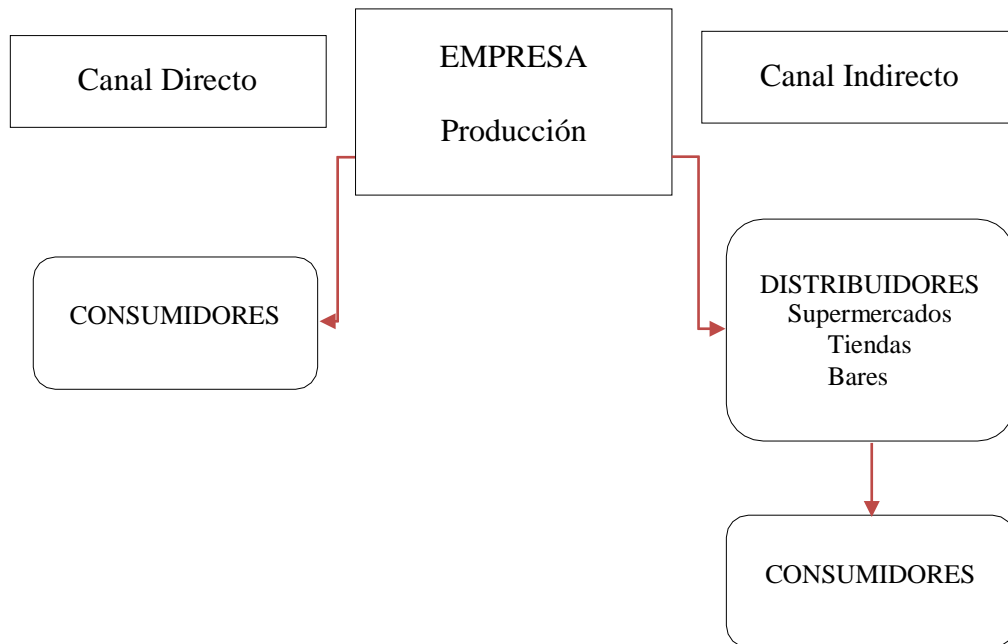 Canal Directo
EMPRESA
Producción
Canal Indirecto
CONSUMIDORES
DISTRIBUIDORES
Supermercados
Tiendas
Bares
CONSUMIDORES